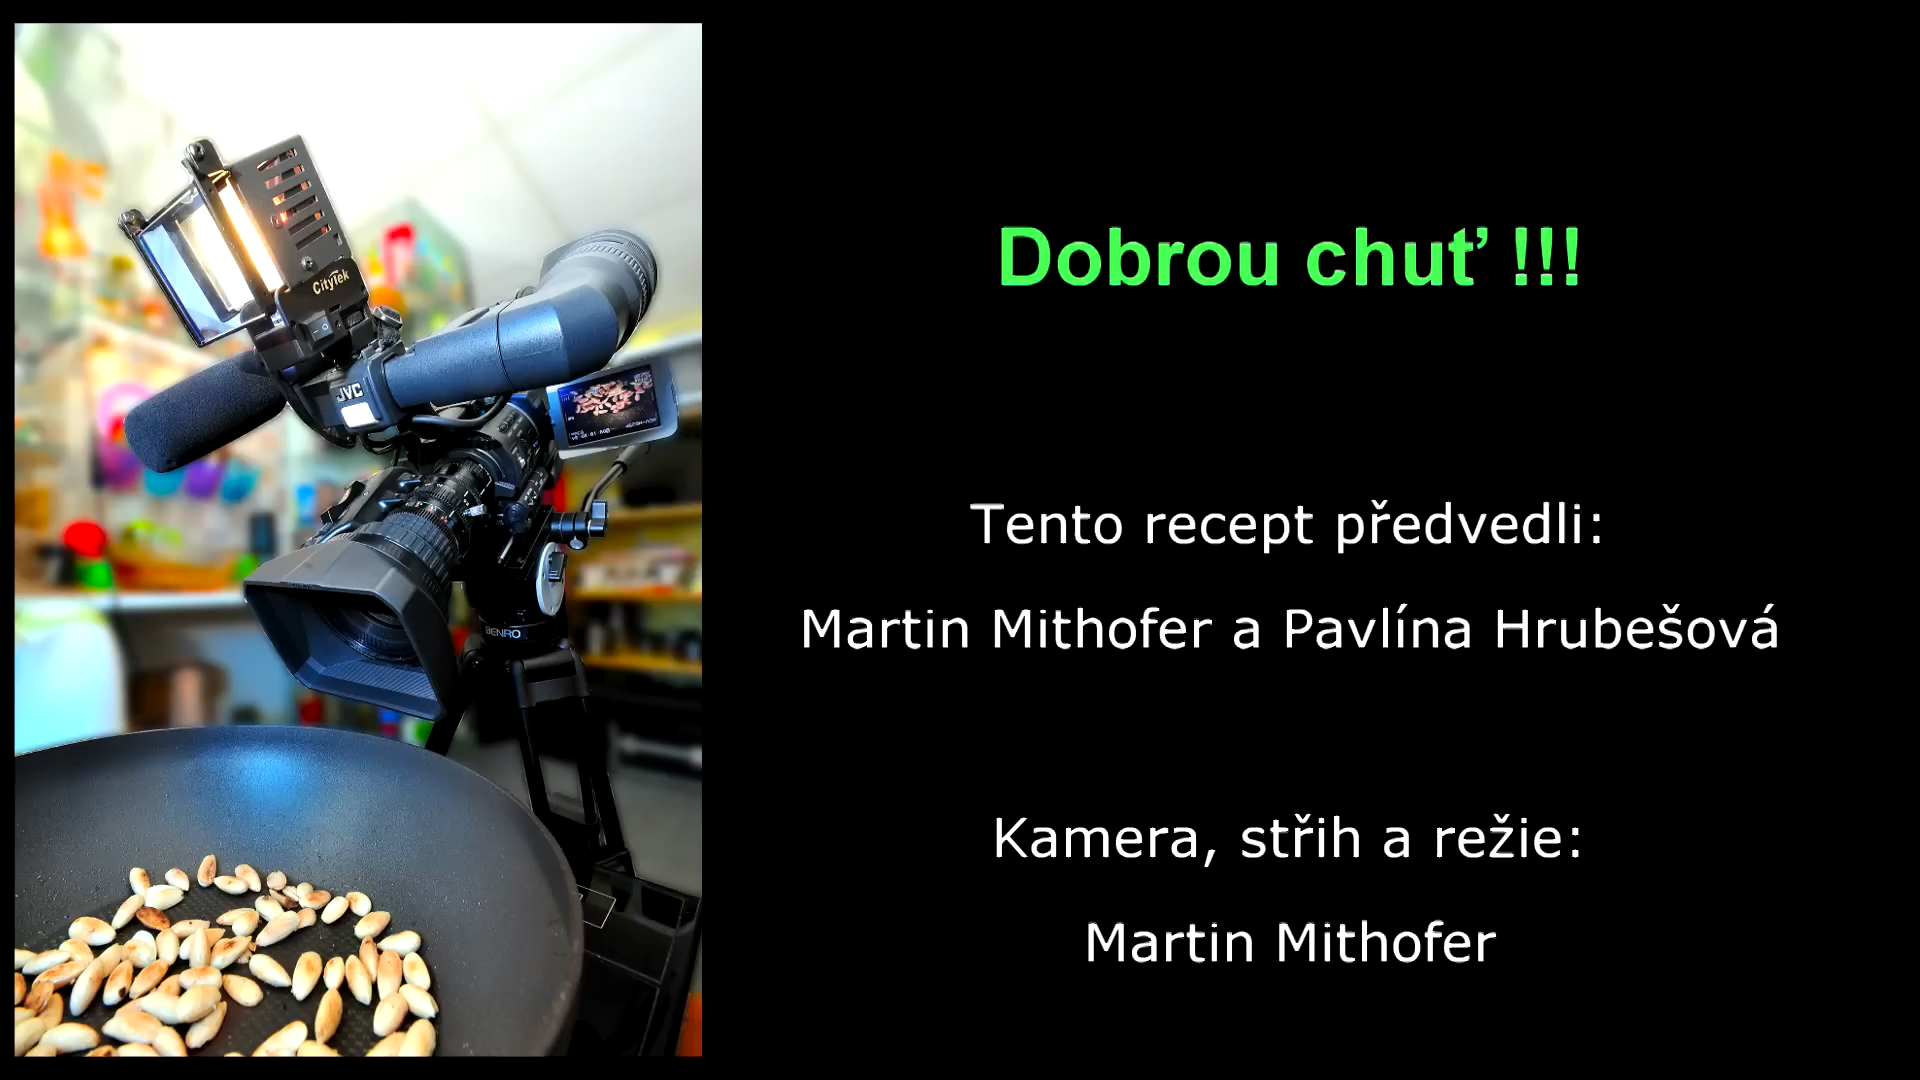 CityTek
JVC
BENRO
Dobrou chuť !!!
Tento recept předvedli:
Martin Mithofer a Pavlína Hrubešová
Kamera, střih a režie:
Martin Mithofer